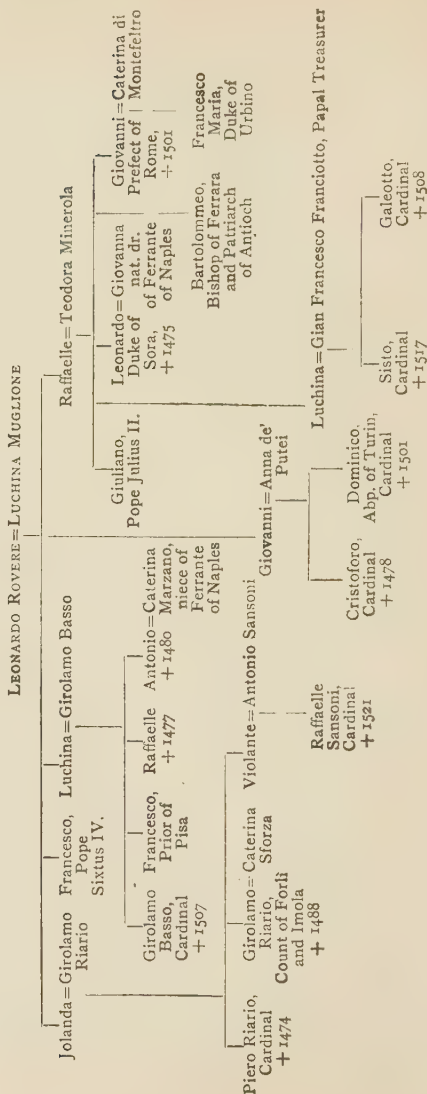 LEONARDO ROVERE=LUCHINA MUGLIONE
Jolanda=Girolamo
Riario
Francesco,
Pope
Sixtus IV.
Luchina=Girolamo Basso
Raffaelle=Teodora Minerola
Girolamo
Basso,
Cardinal
+1507
Francesco,
Prior of
Pisa
Raffaelle
+1477
Antonio=Caterina
+1480
Marzano,
niece of
Ferrante
of Naples
Giuliano,
Pope Julius II.
Leonardo=Giovanna
Duke of
Sora,
+1475
nat. dr.
of Ferrante
of Naples
Giovanni=Caterina di
Prefect of
Rome,
+1501
Montefeltro
Bartolommeo,
Bishop of Ferrara
and Patriarch
of Antioch
Francesco
Maria,
Duke of
Urbino
Piero Riario,
Cardinal
+1474
Girolamo=Caterina
Riario,
Sforza
Count of Forlì
and Imola
+1488
Violante=Antonio Sansoni
Raffaelle
Sansoni,
Cardinal
+1521
Giovanni=Anna de'
Putei
Cristoforo,
Cardinal
+1478
Dominico,
Abp. of Turin,
Cardinal
+1501
Luchina=Gian Francesco Franciotto, Papal Treasurer
Sisto,
Cardinal
+1517
Galeotto,
Cardinal
+1508